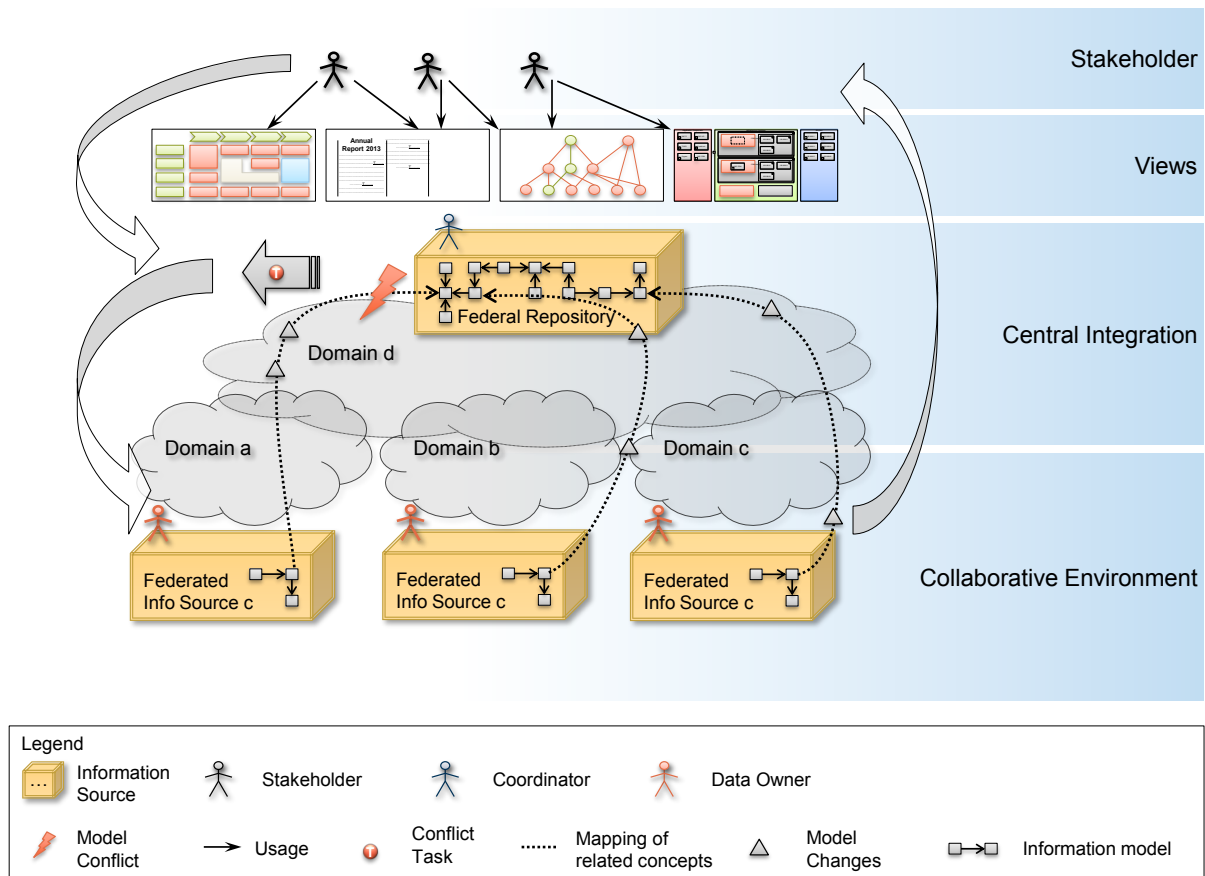 Stakeholder
Annual
Report 2013
Views
Federal Repository
Domain d
Central Integration
T
Domain a
Domain b
Domain c
Federated
Info Source c
Federated
Info Source c
Federated
Info Source c
Collaborative Environment
Legend
...
Information
Source
Stakeholder
Coordinator
Data Owner
Model
Conflict
Usage
T
Conflict
Task
Mapping of
related concepts
Model
Changes
Information model